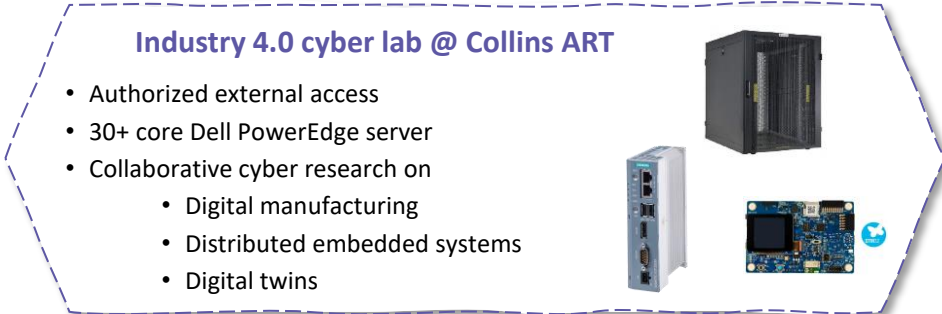 Industry 4.0 cyber lab @ Collins ART
• Authorized external access
• 30+ core Dell PowerEdge server
• Collaborative cyber research on
• Digital manufacturing
• Distributed embedded systems
• Digital twins